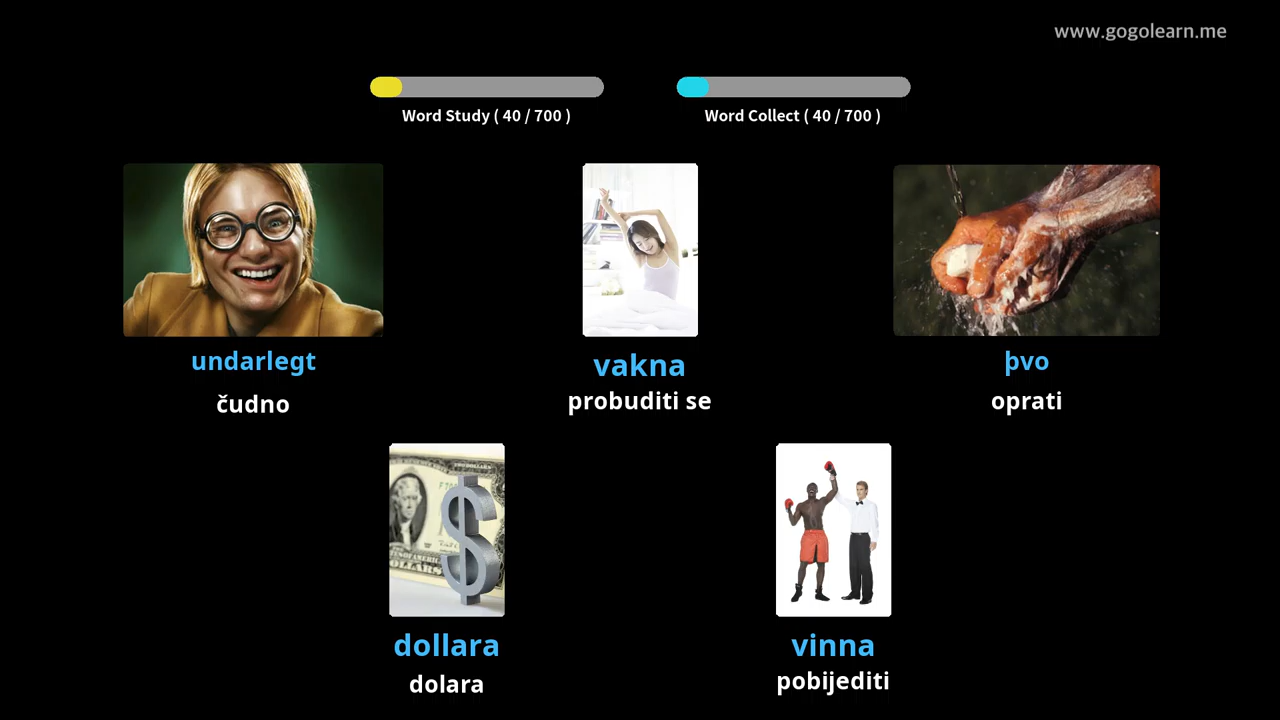 www.gogolearn.me
Word Study ( 40 / 700 )
Word Collect ( 40 / 700 )
undarlegt
čudno
vakna
probuditi se
þvo
oprati
dollara
dolara
vinna
pobijediti